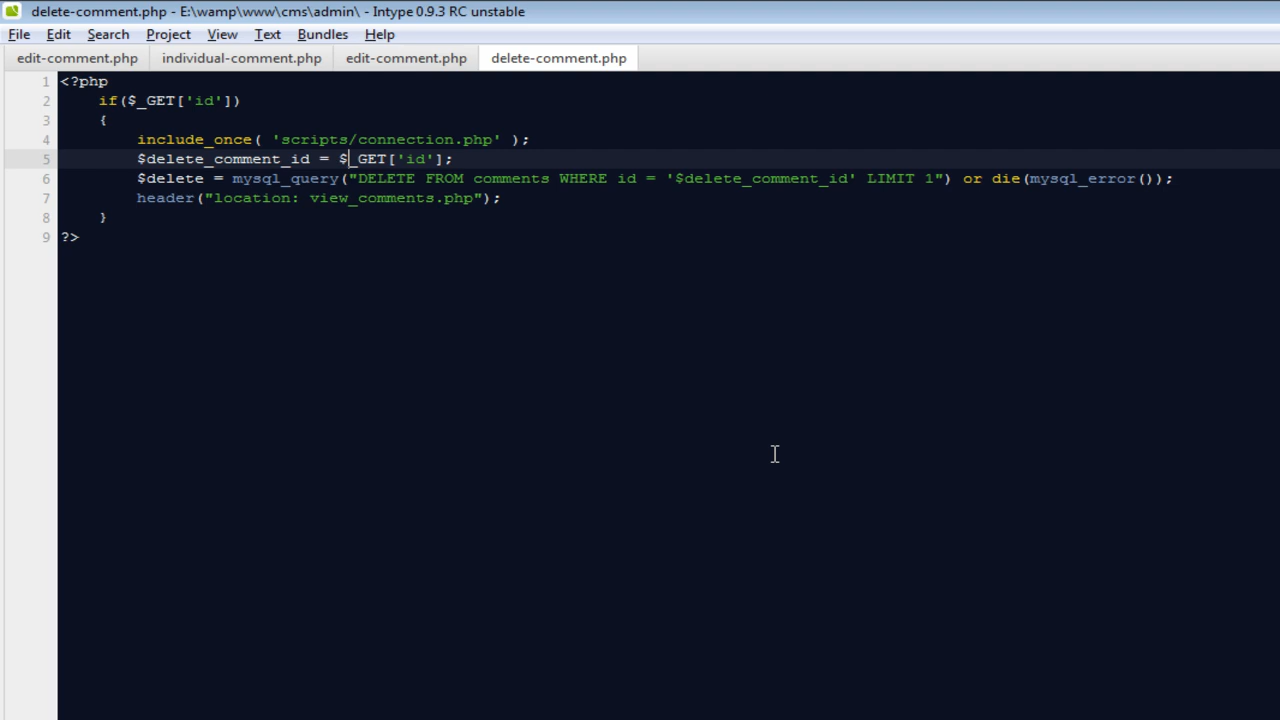 delete-comment.php - E:\wamp\www\cms\admin\ - Intype 0.9.3 RC unstable
File Edit Search Project View Text Bundles Help
edit-comment.php individual-comment.php edit-comment.php delete-comment.php
1 <?php
2 if($_GET['id'])
3 {
4 include_once( 'scripts/connection.php' );
5 $delete_comment_id = $_GET['id'];
6 $delete = mysql_query("DELETE FROM comments WHERE id = '$delete_comment_id' LIMIT 1") or die(mysql_error());
7 header("location: view_comments.php");
8 }
9 ?>